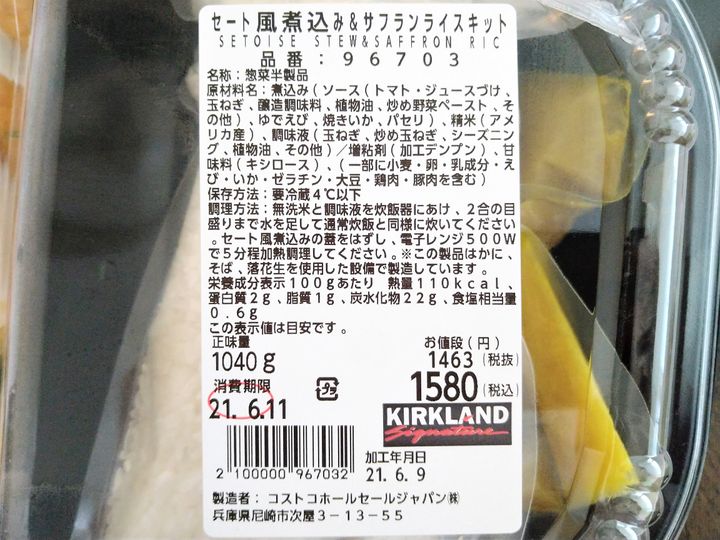 セート風煮込み&サフランライスキット
SETOISE STEW&SAFFRON RIC
品番:96703
名称:惣菜半製品
原材料名:煮込み(ソース(トマト・ジュースづけ、
玉ねぎ、醸造調味料、植物油、炒め野菜ペースト、そ
の他)、ゆでえび、焼きいか、パセリ)、精米(アメ
リカ産)、調味液(玉ねぎ、炒め玉ねぎ、シーズニン
グ、植物油、その他)/増粘剤(加工デンプン)、甘
味料(キシロース)、(一部に小麦・卵・乳成分・え
び・いか・ゼラチン・大豆・鶏肉・豚肉を含む)
保存方法:要冷蔵4℃以下
調理方法:無洗米と調味液を炊飯器にあけ、2合の目
盛りまで水を足して通常炊飯と同様に炊いてください
。セート風煮込みの蓋をはずし、電子レンジ500W
で5分程加熱調理してください。※この製品はかに、
そば、落花生を使用した設備で製造しています。
栄養成分表示100gあたり 熱量110kcal、
蛋白質2g、脂質1g、炭水化物22g、食塩相当量
0.6g
この表示値は目安です。
正味量 お値段(円)
1040g 1463(税抜)
消費期限 1580(税込)
21.6.11 プラ
KIRKLAND
Signature
加工年月日
2 100000 967032 21.6.9
製造者:コストコホールセールジャパン㈱
兵庫県尼崎市次屋3-13-55